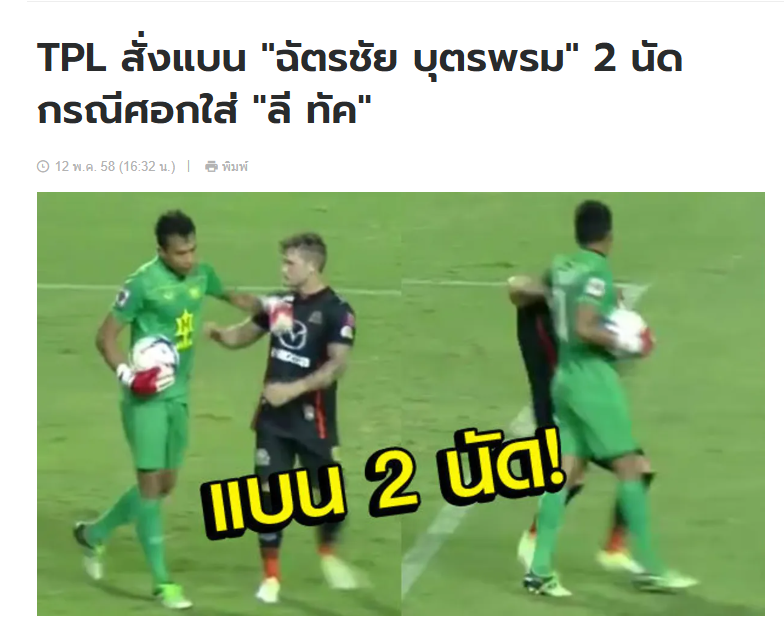 TPL สั่งแบน "ฉัตรชัย บุตรพรม" 2 นัด
กรณีศอกใส่ "ลี ทัค"
12 พ.ค. 58 (16:32 น.) | พิมพ์
แบน 2 นัด!